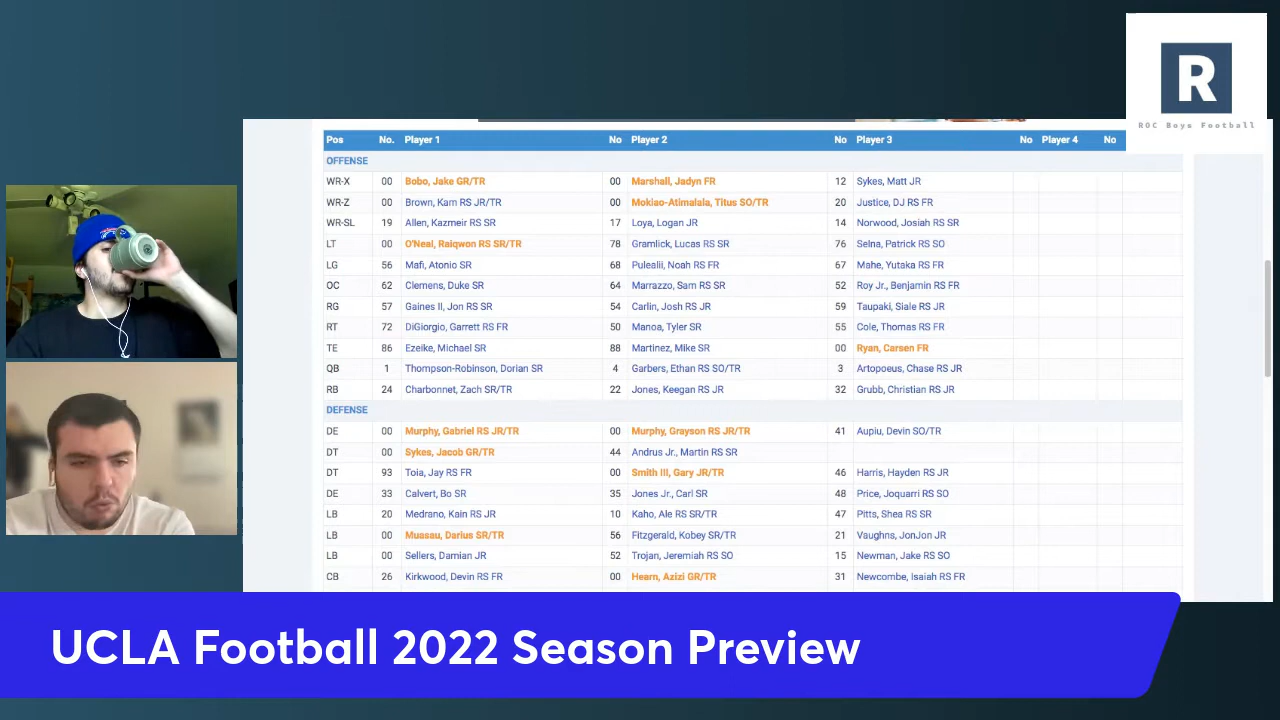 R
ROC Boys Football
Pos No. Player 1 No Player 2 No Player 3 No Player 4 No
OFFENSE
WR-X 00 Bobo, Jake GR/TR 00 Marshall, Jadyn FR 12 Sykes, Matt JR
WR-Z 00 Brown, Kam RS JR/TR 00 Mokiao-Atimalala, Titus SO/TR 20 Justice, DJ RS FR
WR-SL 19 Allen, Kazmeir RS SR 17 Loya, Logan JR 14 Norwood, Josiah RS SR
LT 00 O'Neal, Raiqwon RS SR/TR 78 Gramlick, Lucas RS SR 76 Selna, Patrick RS SO
LG 56 Mafi, Atonio SR 68 Pulealii, Noah RS FR 67 Mahe, Yutaka RS FR
OC 62 Clemens, Duke SR 64 Marrazzo, Sam RS SR 52 Roy Jr., Benjamin RS FR
RG 57 Gaines II, Jon RS SR 54 Carlin, Josh RS JR 59 Taupaki, Siale RS JR
RT 72 DiGiorgio, Garrett RS FR 50 Manoa, Tyler SR 55 Cole, Thomas RS FR
TE 86 Ezeike, Michael SR 88 Martinez, Mike SR 00 Ryan, Carsen FR
QB 1 Thompson-Robinson, Dorian SR 4 Garbers, Ethan RS SO/TR 3 Artopoeus, Chase RS JR
RB 24 Charbonnet, Zach SR/TR 22 Jones, Keegan RS JR 32 Grubb, Christian RS JR
DEFENSE
DE 00 Murphy, Gabriel RS JR/TR 00 Murphy, Grayson RS JR/TR 41 Aupiu, Devin SO/TR
DT 00 Sykes, Jacob GR/TR 44 Andrus Jr., Martin RS SR
DT 93 Toia, Jay RS FR 00 Smith III, Gary JR/TR 46 Harris, Hayden RS JR
DE 33 Calvert, Bo SR 35 Jones Jr., Carl SR 48 Price, Joquarri RS SO
LB 20 Medrano, Kain RS JR 10 Kaho, Ale RS SR/TR 47 Pitts, Shea RS SR
LB 00 Muasau, Darius SR/TR 56 Fitzgerald, Kobey SR/TR 21 Vaughns, JonJon JR
LB 00 Sellers, Damian JR 52 Trojan, Jeremiah RS SO 15 Newman, Jake RS SO
CB 26 Kirkwood, Devin RS FR 00 Hearn, Azizi GR/TR 31 Newcombe, Isaiah RS FR
UCLA Football 2022 Season Preview